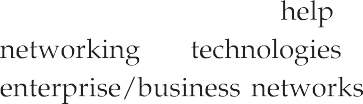 help
networking technologies
enterprise/business networks